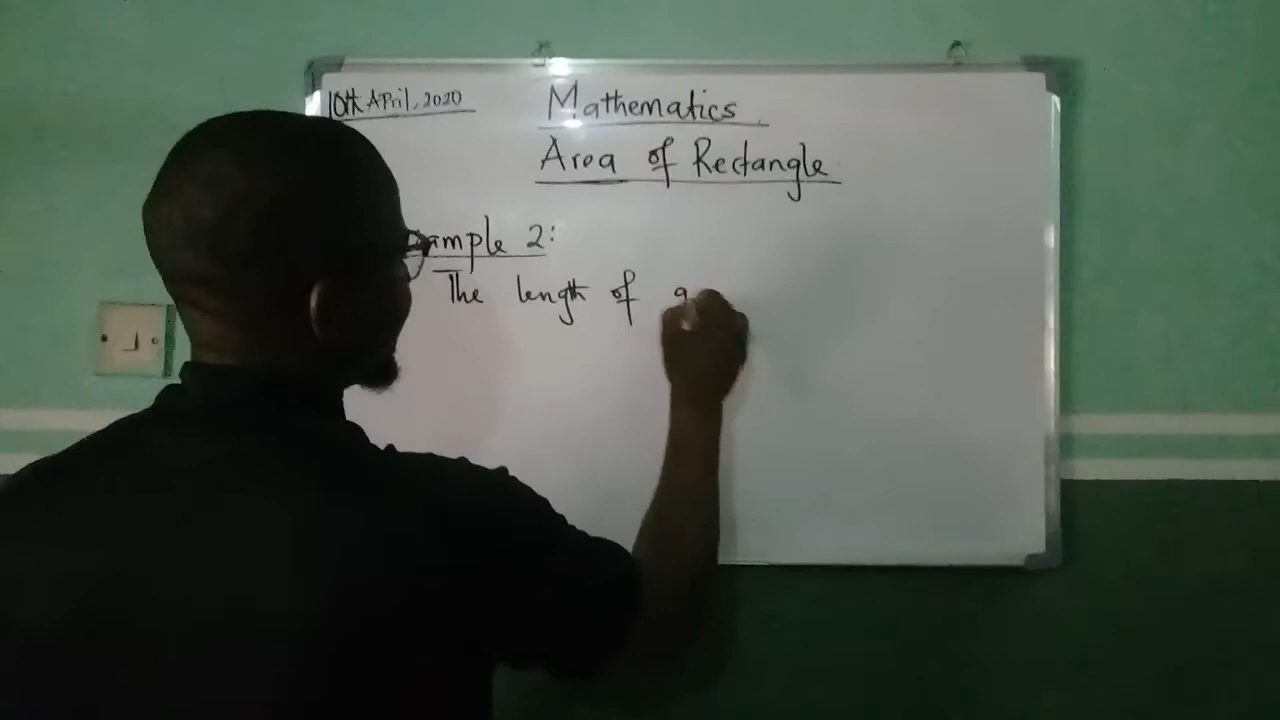 10th April, 2020
Mathematics
Area of Rectangle
ample 2:
The length of a